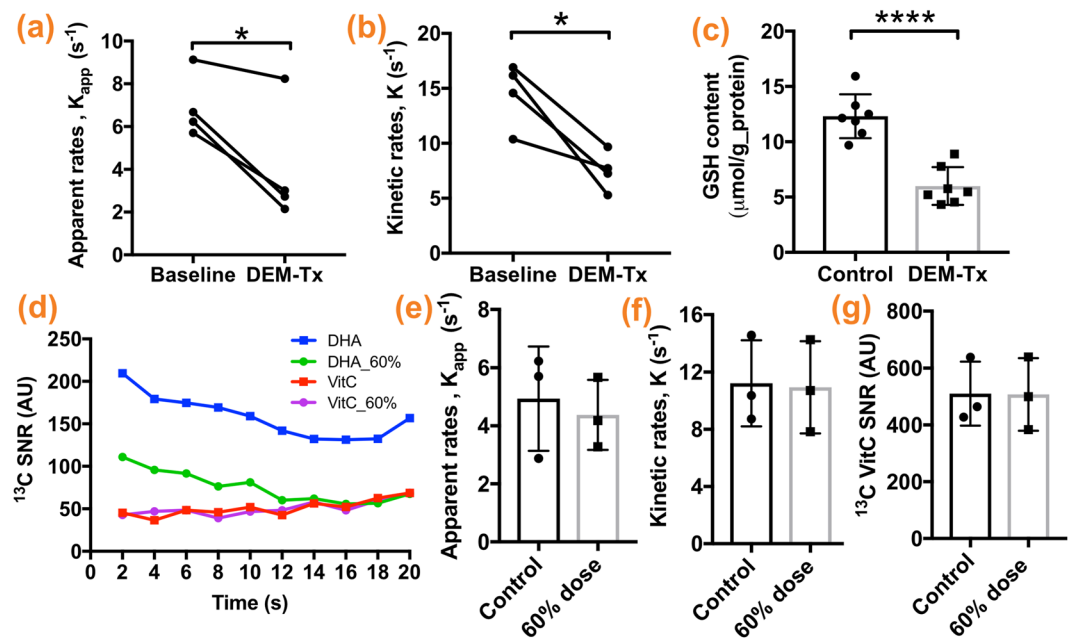 (a)
Apparent rates , Kapp (s-1)
10
8
6
4
2
0
*
Baseline DEM-Tx
(b)
Kinetic rates, K (s-1)
20
15
10
5
0
*
Baseline DEM-Tx
(c)
GSH content
(μmol/g_protein)
20
15
10
5
0
****
Control DEM-Tx
(d)
13C SNR (AU)
250
200
150
100
50
0
DHA
DHA_60%
VitC
VitC_60%
0 2 4 6 8 10 12 14 16 18 20
Time (s)
(e)
Apparent rates , Kapp (s-1)
8
6
4
2
0
Control
60% dose
(f)
Kinetic rates, K (s-1)
16
12
8
4
0
Control
60% dose
(g)
13C VitC SNR (AU)
800
600
400
200
0
Control
60% dose